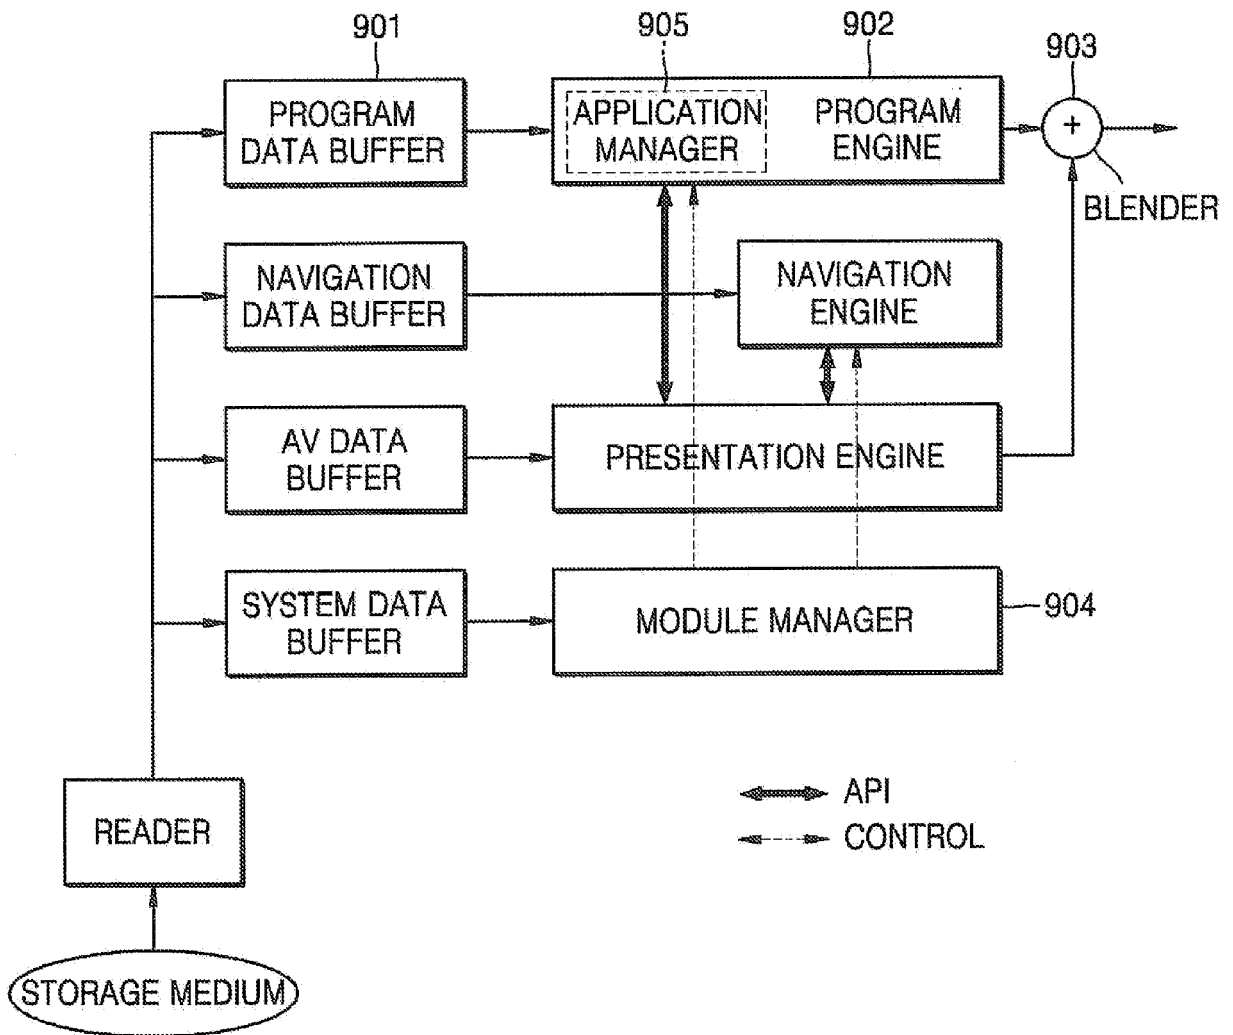 901
905
902
903
PROGRAM
DATA BUFFER
APPLICATION
MANAGER
PROGRAM
ENGINE
+
BLENDER
NAVIGATION
DATA BUFFER
NAVIGATION
ENGINE
AV DATA
BUFFER
PRESENTATION ENGINE
SYSTEM DATA
BUFFER
MODULE MANAGER
904
READER
API
CONTROL
STORAGE MEDIUM